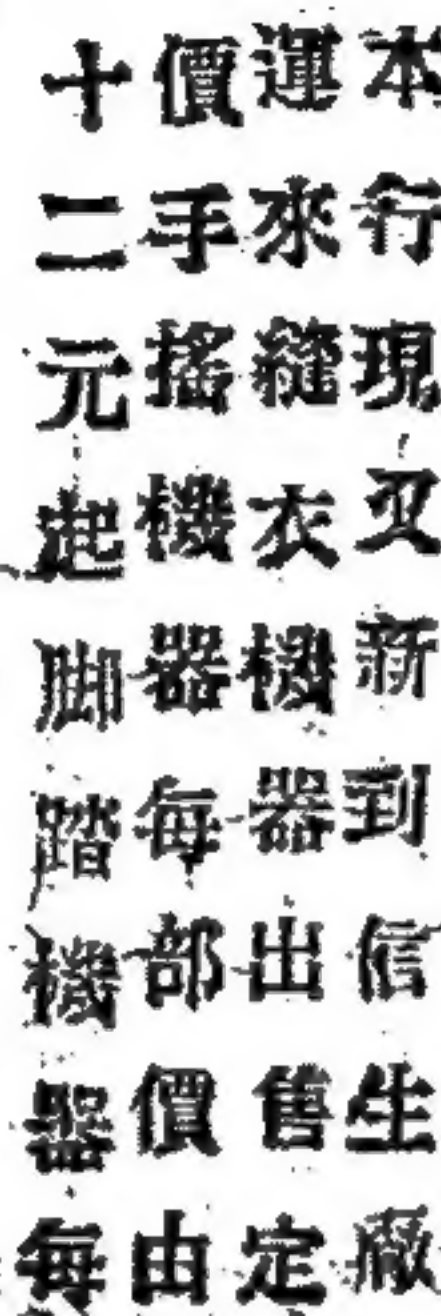 本行現又新到信生厰
運來縫衣機器出售定
價手搖機器每部價由
十二元起脚踏機器每